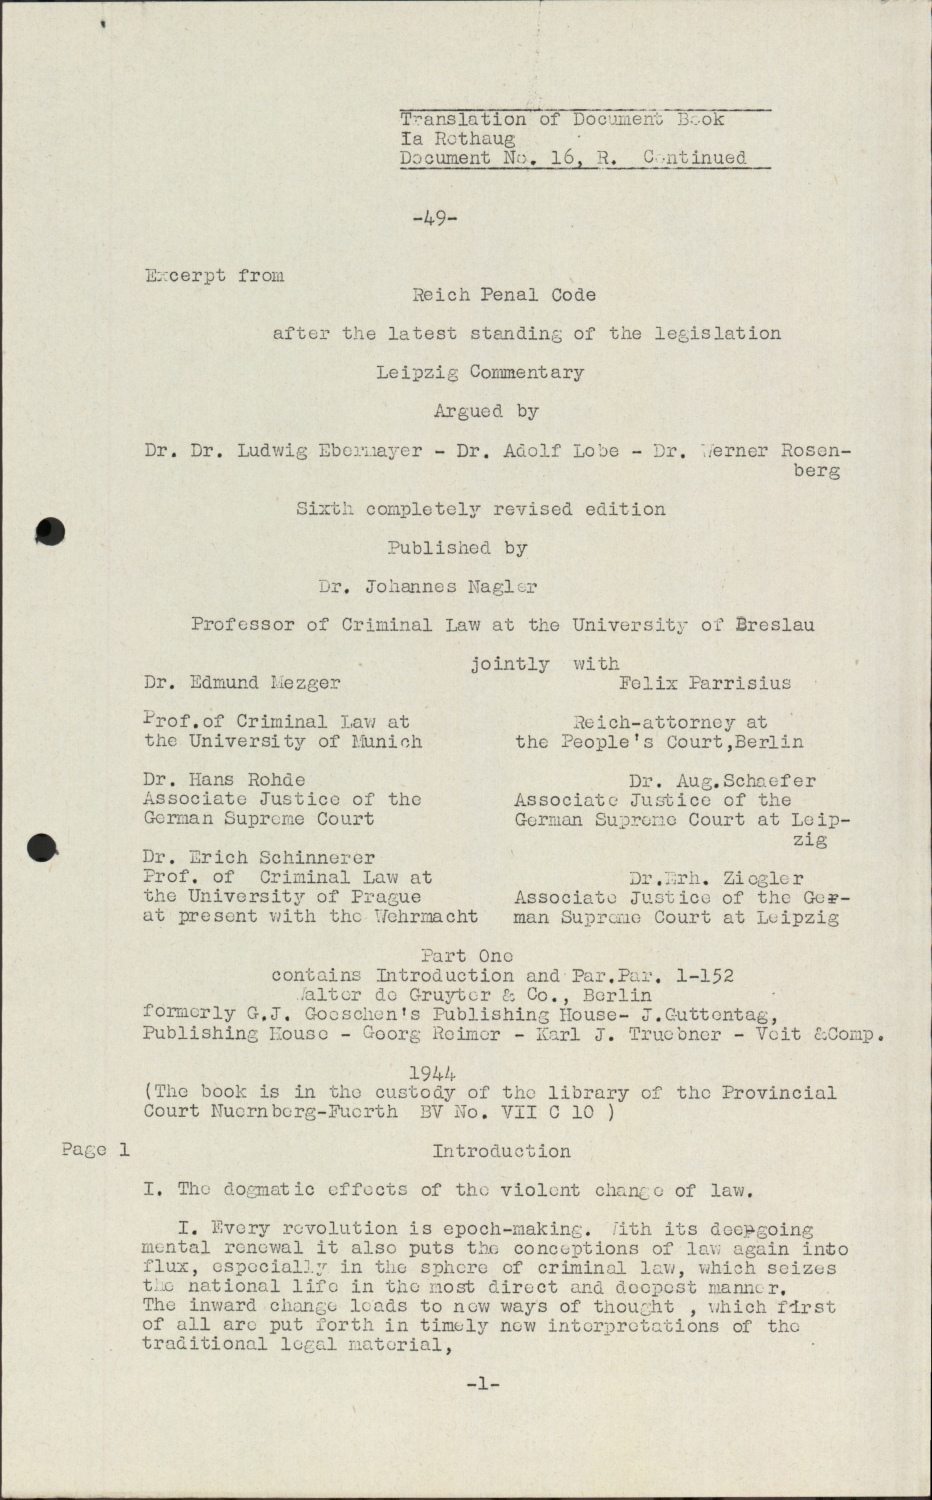 Translation of Document Book
Ia Rothaug
Document No. 16, R. Continued
-49-
Excerpt from
Reich Penal Code
after the latest standing of the legislation
Leipzig Commentary
Argued by
Dr. Dr. Ludwig Ebermayer - Dr. Adolf Lobe - Dr. Werner Rosen-
berg
Sixth completely revised edition
Published by
Dr. Johannes Nagler
Professor of Criminal Law at the University of Breslau
jointly with
Dr. Edmund Mezger Felix Parrisius
Prof.of Criminal Law at Reich-attorney at
the University of Munich the People's Court,Berlin
Dr. Hans Rohde Dr. Aug.Schaefer
Associate Justice of the Associate Justice of the
German Supreme Court German Supreme Court at Leip-
zig
Dr. Erich Schinnerer
Prof. of Criminal Law at Dr.Erh. Ziegler
the University of Prague Associate Justice of the Ger-
at present with the Wehrmacht man Supreme Court at Leipzig
Part One
contains Introduction and Par.Par. 1-152
Walter de Gruyter & Co., Berlin
formerly G.J. Goeschen's Publishing House- J.Guttentag,
Publishing House - Georg Reimer - Karl J. Truebner - Veit &Comp.
1944
(The book is in the custody of the library of the Provincial
Court Nuernberg-Fuerth BV No. VII C 10 )
Page 1 Introduction
I. The dogmatic effects of the violent change of law.
I. Every revolution is epoch-making. With its deepgoing
mental renewal it also puts the conceptions of law again into
flux, especially in the sphere of criminal law, which seizes
the national life in the most direct and deepest manner.
The inward change leads to new ways of thought , which first
of all are put forth in timely new interpretations of the
traditional legal material,
-1-